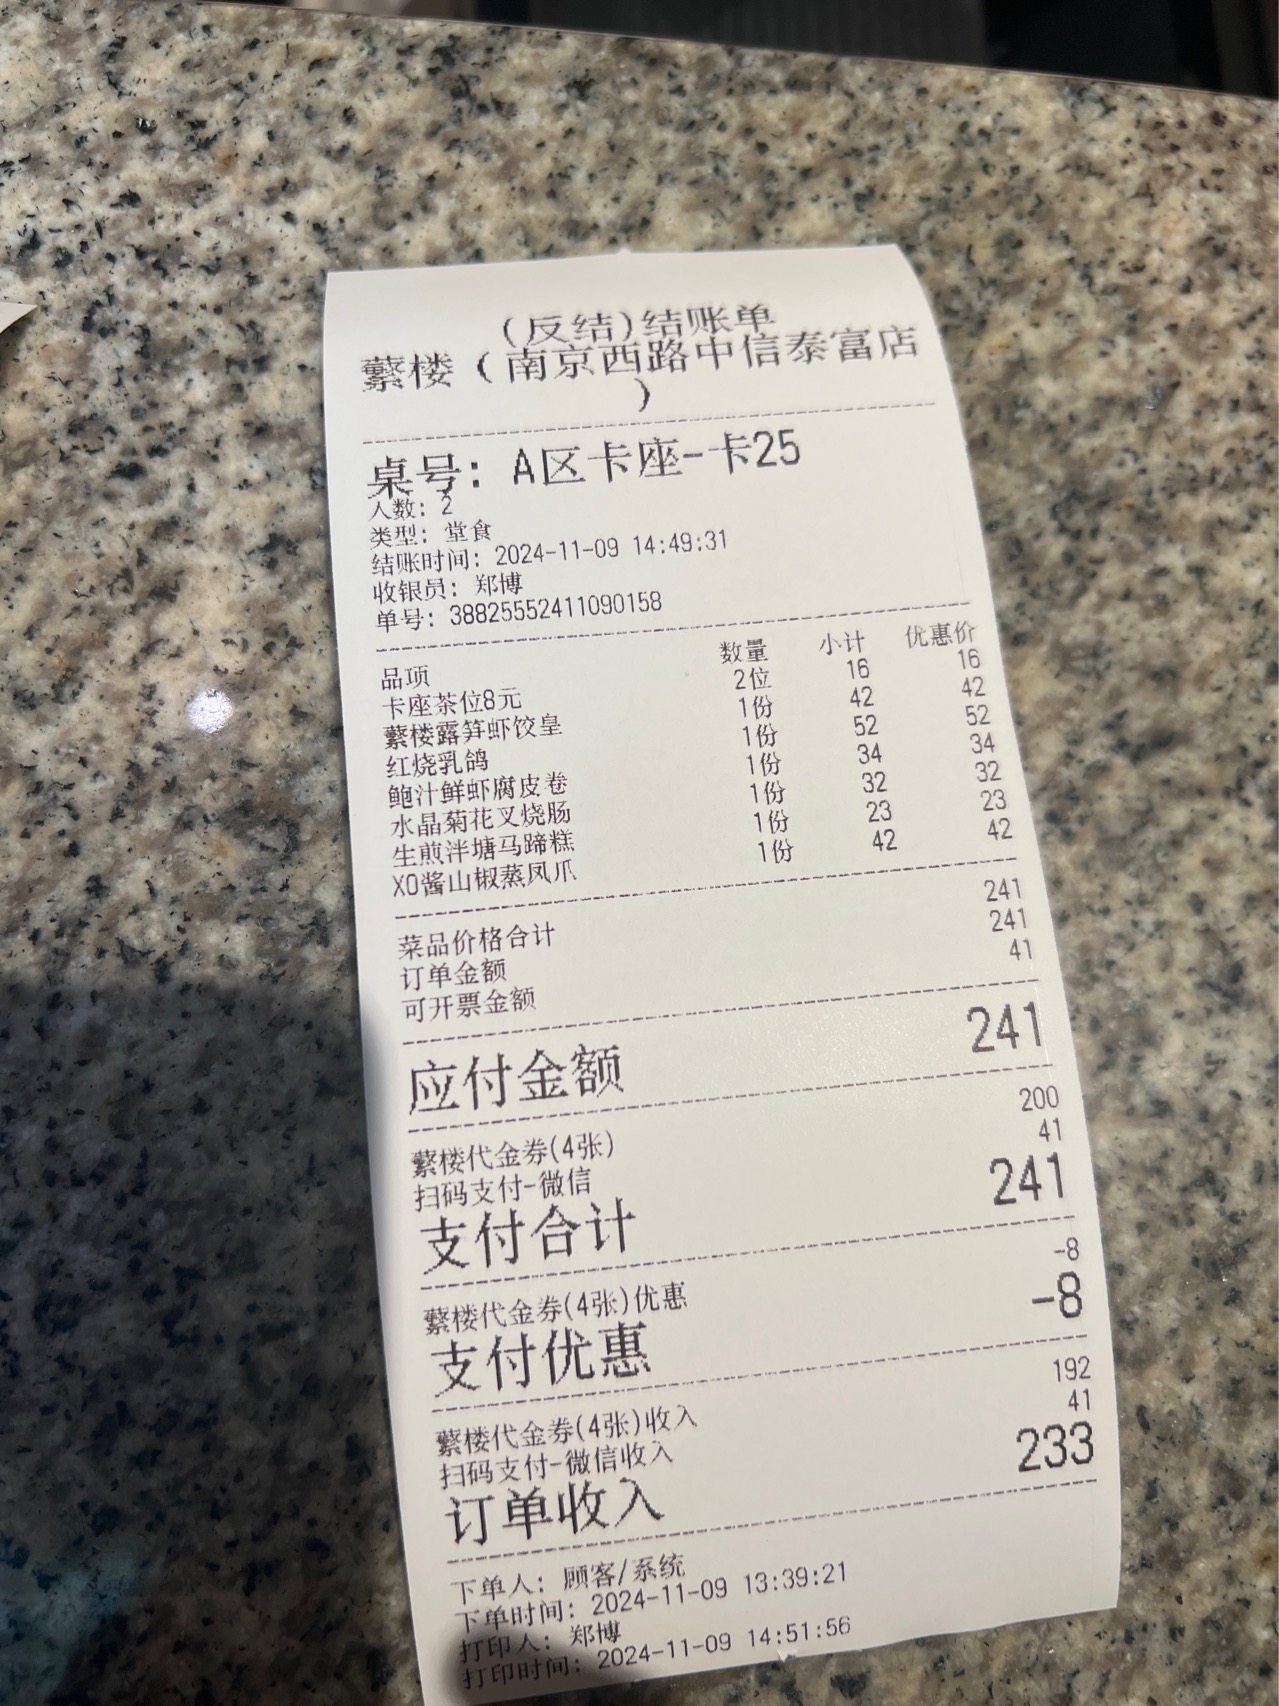 (反结)结账单
蘩楼（南京西路中信泰富店
）
桌号: A区卡座-卡25
人数: 2
类型: 堂食
结账时间: 2024-11-09 14:49:31
收银员: 郑博
单号: 38825552411090158
品项 数量 小计 优惠价
卡座茶位8元 2位 16 16
蘩楼露笋虾饺皇 1份 42 42
红烧乳鸽 1份 52 52
鲍汁鲜虾腐皮卷 1份 34 34
水晶菊花叉烧肠 1份 32 32
生煎泮塘马蹄糕 1份 23 23
XO酱山椒蒸凤爪 1份 42 42
菜品价格合计 241
订单金额 241
可开票金额 41
应付金额 241
蘩楼代金券(4张) 200
扫码支付-微信 41
支付合计 241
蘩楼代金券(4张)优惠 -8
支付优惠 -8
蘩楼代金券(4张)收入 192
扫码支付-微信收入 41
订单收入 233
下单人: 顾客/系统
下单时间: 2024-11-09 13:39:21
打印人: 郑博
打印时间: 2024-11-09 14:51:56